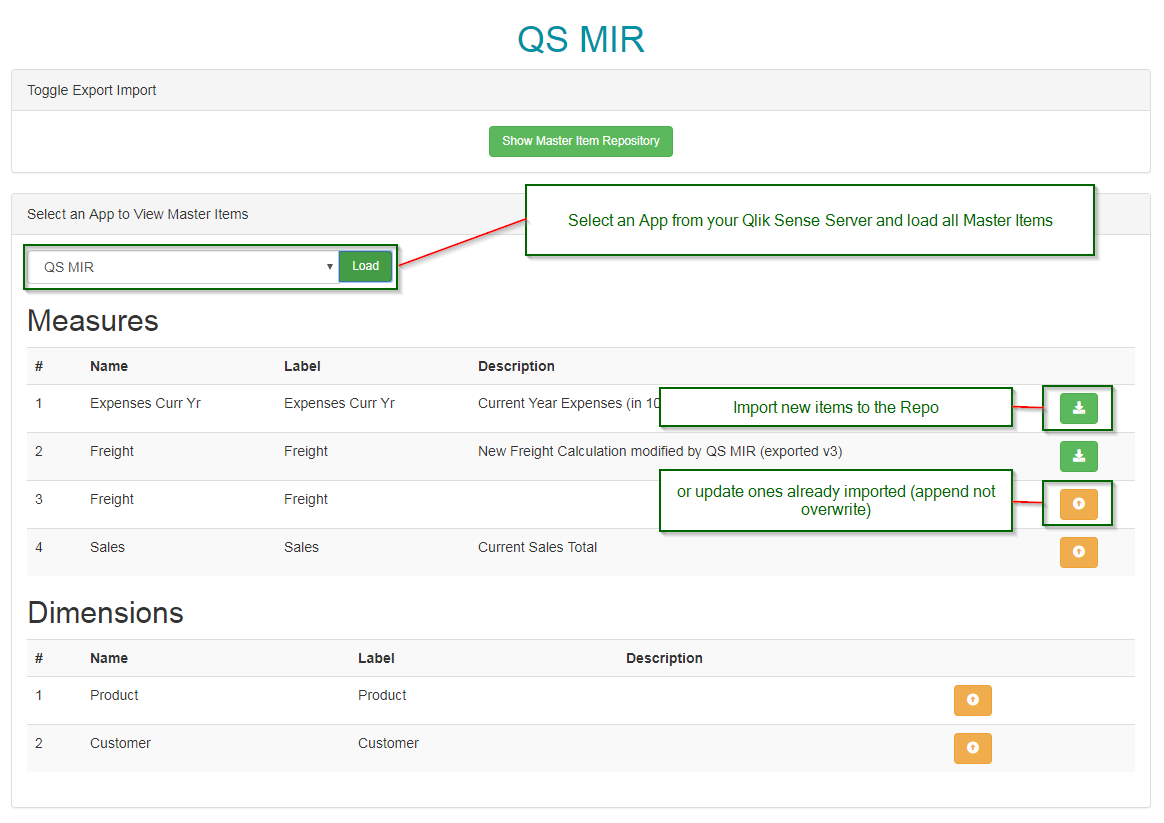 QS MIR
Toggle Export Import
Show Master Item Repository
Select an App to View Master Items
Select an App from your Qlik Sense Server and load all Master Items
QS MIR
Load
Measures
# Name Label Description
1 Expenses Curr Yr Expenses Curr Yr Current Year Expenses (in 10
Import new items to the Repo
2 Freight Freight New Freight Calculation modified by QS MIR (exported v3)
3 Freight Freight
or update ones already imported (append not
overwrite)
4 Sales Sales Current Sales Total
Dimensions
# Name Label Description
1 Product Product
2 Customer Customer